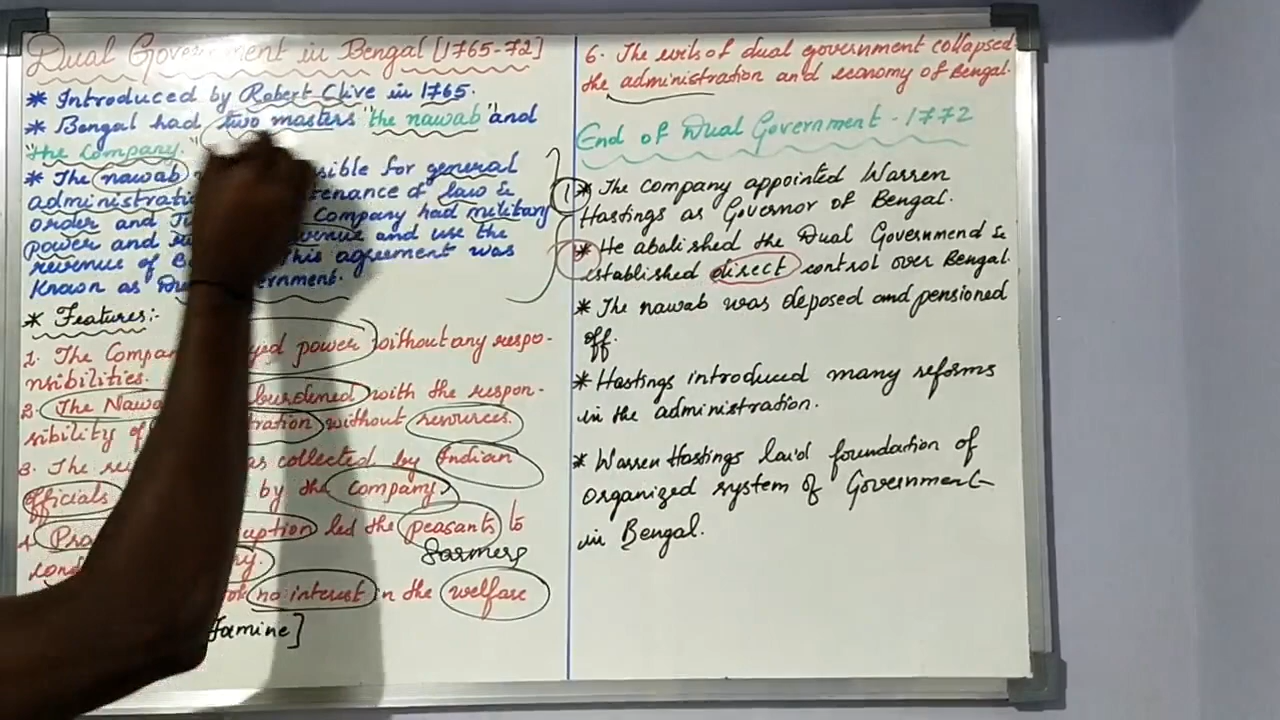 Dual Government in Bengal [1765-72]
* Introduced by Robert Clive in 1765.
* Bengal had two masters "the nawab" and
"the Company."
* The nawab sible for general
administrati tenance of law &
order and Company had military
power and revenue and use the
revenue of This agreement was
known as ernment.
* Features:-
1. The Compan yed power without any respo-
nsibilities.
2. The Nawa burdened with the respon-
sibility of tration without resources.
3. The as collected by Indian
officials by the Company.
4. uption led the peasants to
farmers
no interest in the welfare
famine]
6. The evils of dual government collapsed
the administration and economy of Bengal.
End of Dual Government - 1772
1
* The Company appointed Warren
Hastings as Governor of Bengal.
* He abalished the Dual Governmend &
established direct control over Bengal.
* The nawab was deposed and pensioned
off.
* Hastings introduced many reforms
in the administration.
* Warren Hastings laid foundation of
organized system of Government
in Bengal.